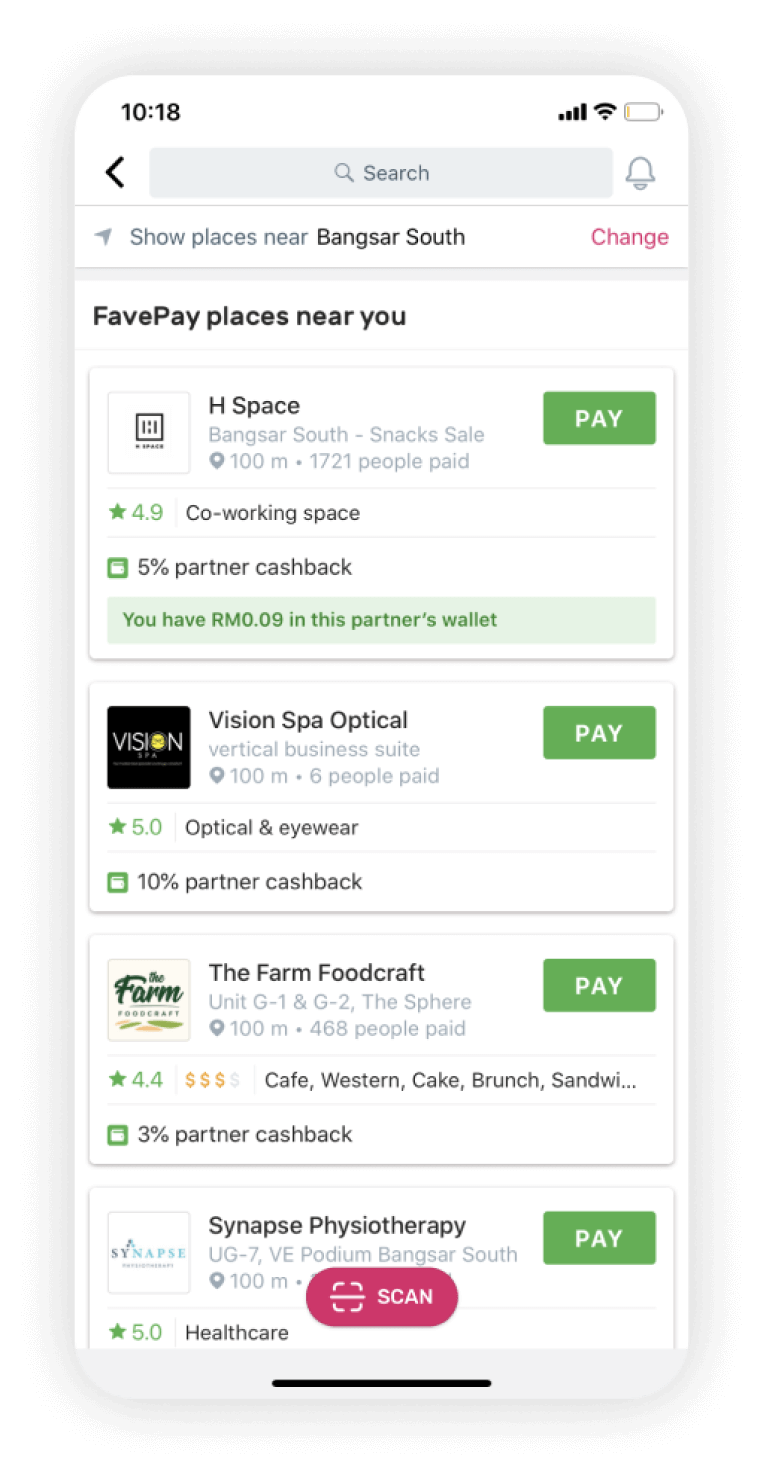 10:18
Search
Show places near Bangsar South Change
FavePay places near you
H SPACE
H Space
Bangsar South - Snacks Sale
100 m • 1721 people paid
PAY
4.9 Co-working space
5% partner cashback
You have RM0.09 in this partner's wallet
VISION
SPA
Vision Spa Optical
vertical business suite
100 m • 6 people paid
PAY
5.0 Optical & eyewear
10% partner cashback
the
Farm
FOODCRAFT
The Farm Foodcraft
Unit G-1 & G-2, The Sphere
100 m • 468 people paid
PAY
4.4 $$$$ Cafe, Western, Cake, Brunch, Sandwi...
3% partner cashback
SYNAPSE
PHYSIOTHERAPY
Synapse Physiotherapy
UG-7, VE Podium Bangsar South
100 m •
PAY
SCAN
5.0 Healthcare